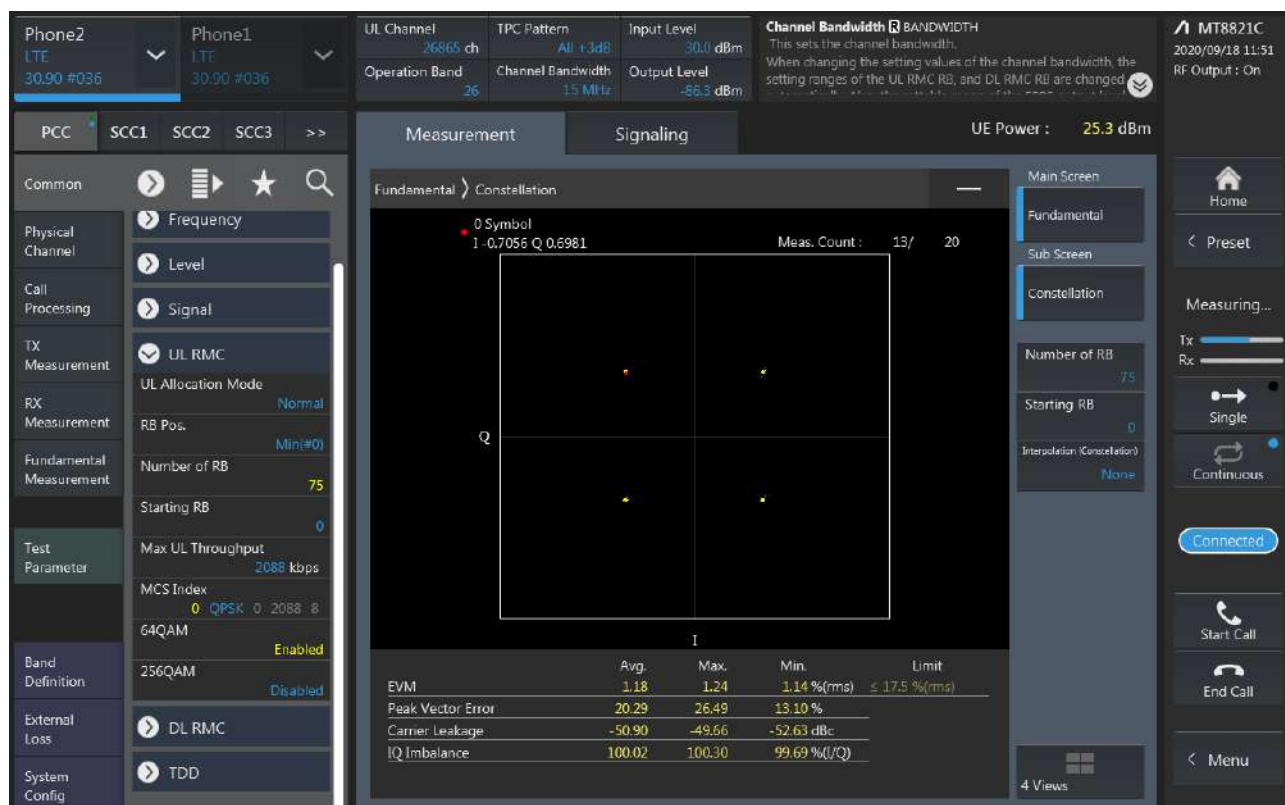 Phone2
LTE
30.90 #036
Phone1
LTE
30.90 #036
UL Channel
26865 ch
Operation Band
26
TPC Pattern
All +3dB
Channel Bandwidth
15 MHz
Input Level
30.0 dBm
Output Level
-86.3 dBm
Channel Bandwidth R BANDWIDTH
This sets the channel bandwidth.
When changing the setting values of the channel bandwidth, the
setting ranges of the UL RMC RB, and DL RMC RB are changed
MT8821C
2020/09/18 11:51
RF Output : On
PCC
SCC1
SCC2
SCC3
>>
Measurement
Signaling
UE Power : 25.3 dBm
Common
Physical
Channel
Call
Processing
TX
Measurement
RX
Measurement
Fundamental
Measurement
Test
Parameter
Band
Definition
External
Loss
System
Config
Frequency
Level
Signal
UL RMC
UL Allocation Mode
Normal
RB Pos.
Min(#0)
Number of RB
75
Starting RB
0
Max UL Throughput
2088 kbps
MCS Index
0 QPSK 0 2088 8
64QAM
Enabled
256QAM
Disabled
DL RMC
TDD
Fundamental
Constellation
0 Symbol
I -0.7056 Q 0.6981
Meas. Count : 13/ 20
Q
I
Avg. Max. Min. Limit
EVM 1.18 1.24 1.14 %(rms) ≤ 17.5 %(rms)
Peak Vector Error 20.29 26.49 13.10 %
Carrier Leakage -50.90 -49.66 -52.63 dBc
IQ Imbalance 100.02 100.30 99.69 %(I/Q)
Main Screen
Fundamental
Sub Screen
Constellation
Number of RB
75
Starting RB
0
Interpolation (Constellation)
None
4 Views
Home
< Preset
Measuring...
Tx
Rx
Single
Continuous
Connected
Start Call
End Call
< Menu